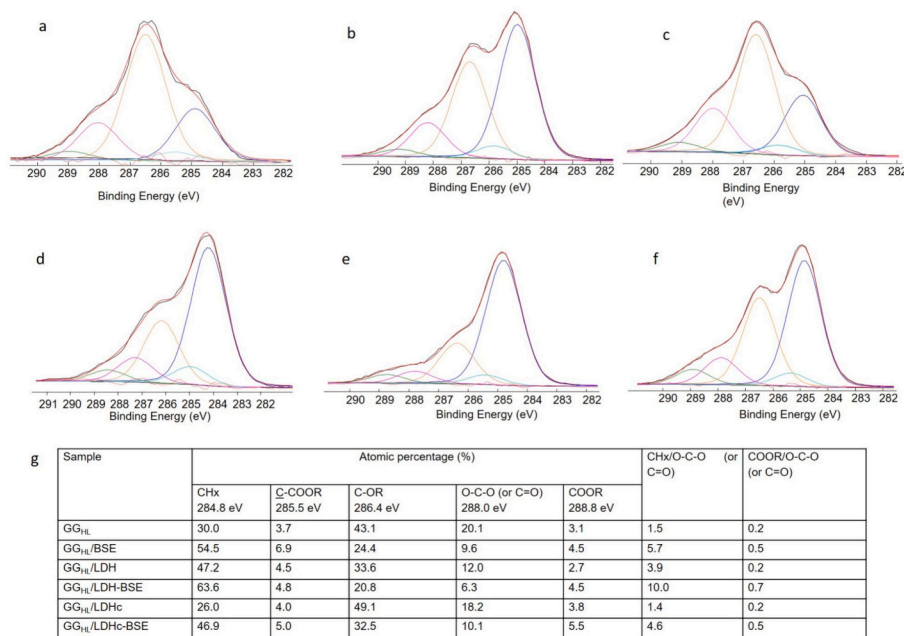 a
b
c
290 289 288 287 286 285 284 283 282
Binding Energy (eV)
290 289 288 287 286 285 284 283 282
Binding Energy (eV)
290 289 288 287 286 285 284 283 282
Binding Energy
(eV)
d
e
f
291 290 289 288 287 286 285 284 283 282
Binding Energy (eV)
290 289 288 287 286 285 284 283 282
Binding Energy (eV)
290 289 288 287 286 285 284 283 282
Binding Energy (eV)
g
Sample Atomic percentage (%) CHx/O-C-O (or COOR/O-C-O
C=O) (or C=O)
CHx C-COOR C-OR O-C-O (or C=O) COOR
284.8 eV 285.5 eV 286.4 eV 288.0 eV 288.8 eV
GGHL 30.0 3.7 43.1 20.1 3.1 1.5 0.2
GGHL/BSE 54.5 6.9 24.4 9.6 4.5 5.7 0.5
GGHL/LDH 47.2 4.5 33.6 12.0 2.7 3.9 0.2
GGHL/LDH-BSE 63.6 4.8 20.8 6.3 4.5 10.0 0.7
GGHL/LDHc 26.0 4.0 49.1 18.2 3.8 1.4 0.2
GGHL/LDHc-BSE 46.9 5.0 32.5 10.1 5.5 4.6 0.5